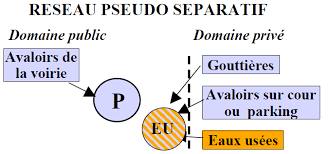 RESEAU PSEUDO SEPARATIF
Domaine public
Domaine privé
Avaloirs de
la voirie
P
EU
Gouttières
Avaloirs sur cour
ou parking
Eaux usées